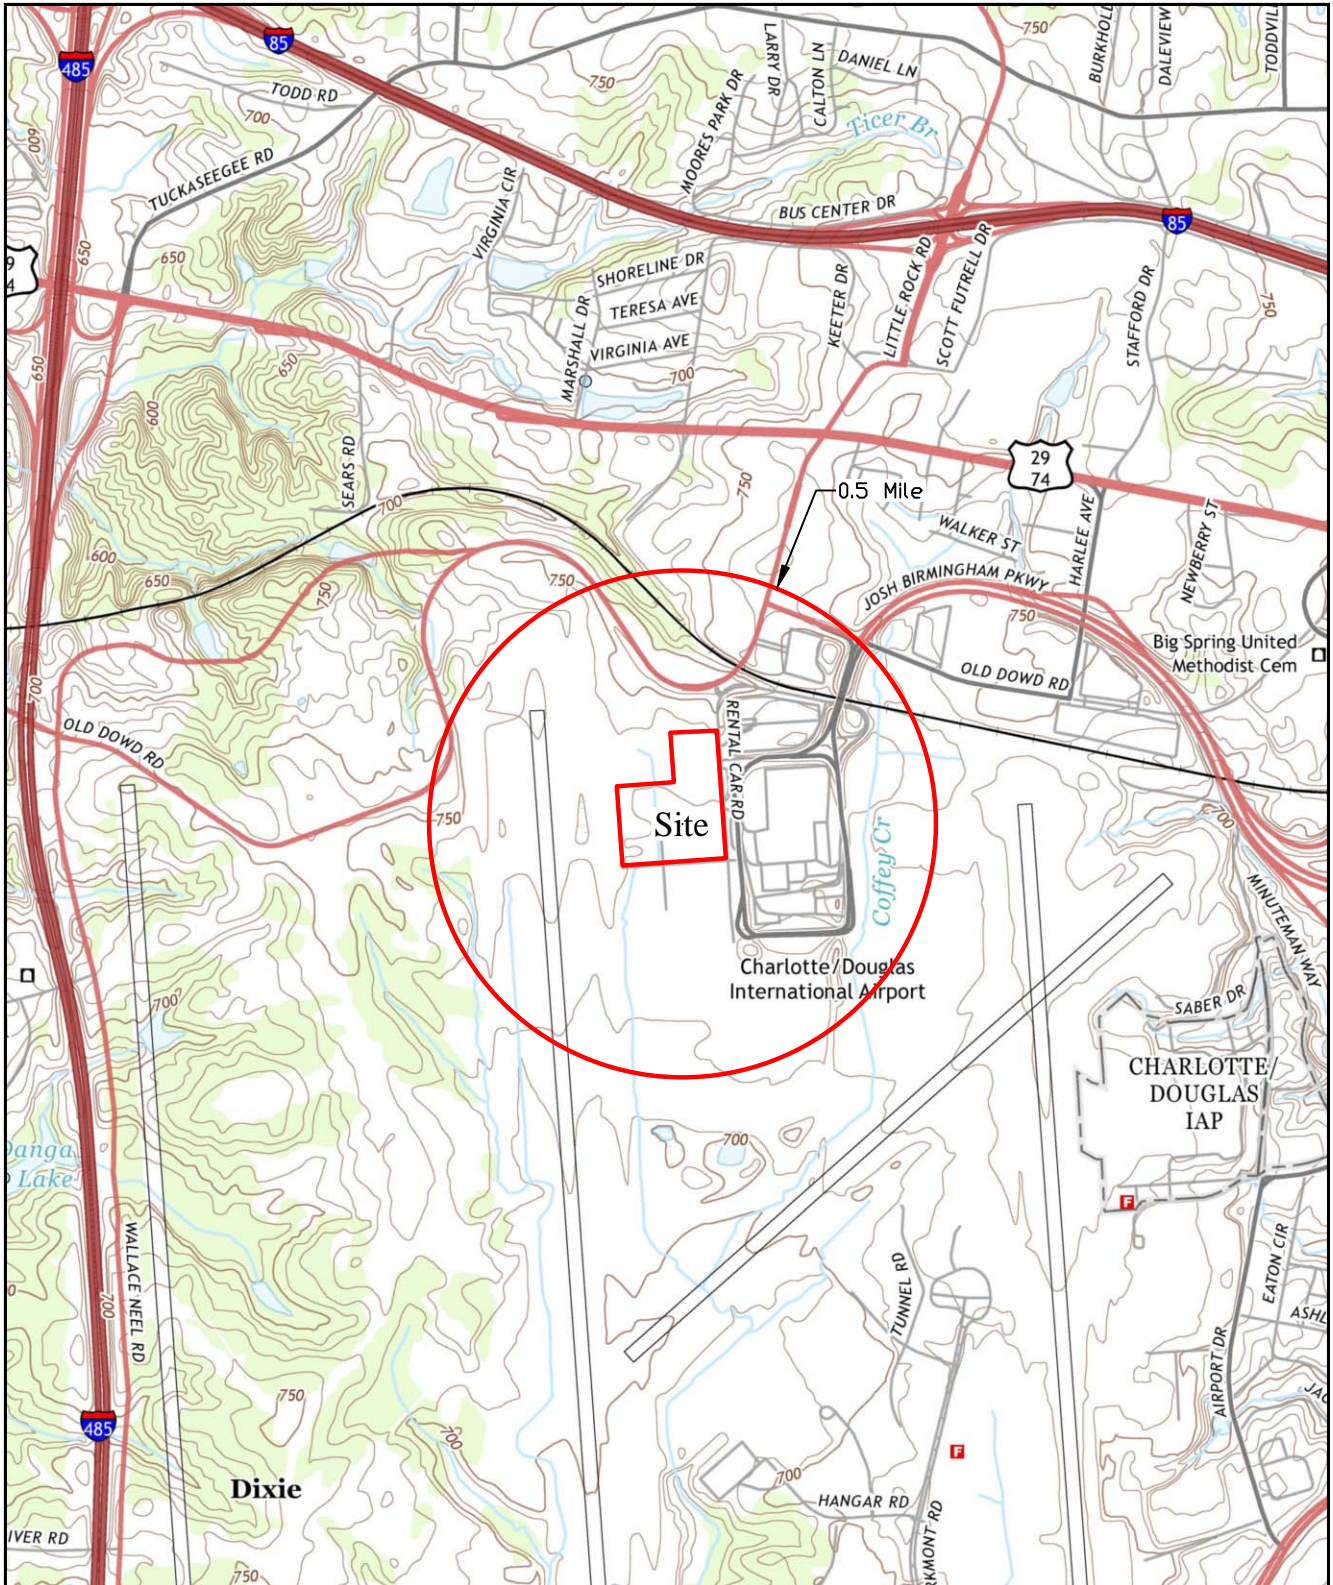 85
485
750
LARRY DR
CALTON LN
DANIEL LN
DALEVIEW
TODD RD
700
750
MOORES PARK DR
Ticer Br
600
TUCKASEEGEE RD
VIRGINIA CIR
BUS CENTER DR
85
650
650
SHORELINE DR
TERESA AVE
VIRGINIA AVE
MARSHALL DR
KEETER DR
LITTLE ROCK RD
SCOTT FUTRELL DR
STAFFORD DR
750
650
650
700
600
SEARS RD
700
750
0.5 Mile
29
74
HARLEE AVE
NEWBERRY ST
WALKER ST
JOSH BIRMINGHAM PKWY
600
650
750
750
750
Big Spring United
Methodist Cem
OLD DOWD RD
700
OLD DOWD RD
RENTAL CAR RD
750
Site
Coffey Cr
700
0
MINUTEMAN WAY
Charlotte/Douglas
International Airport
700
SABER DR
CHARLOTTE/
DOUGLAS
IAP
700
Lake
F
WALLACE NEEL RD
700
TUNNEL RD
EATON CIR
AIRPORT DR
750
485
700
F
700
Dixie
HANGAR RD
750